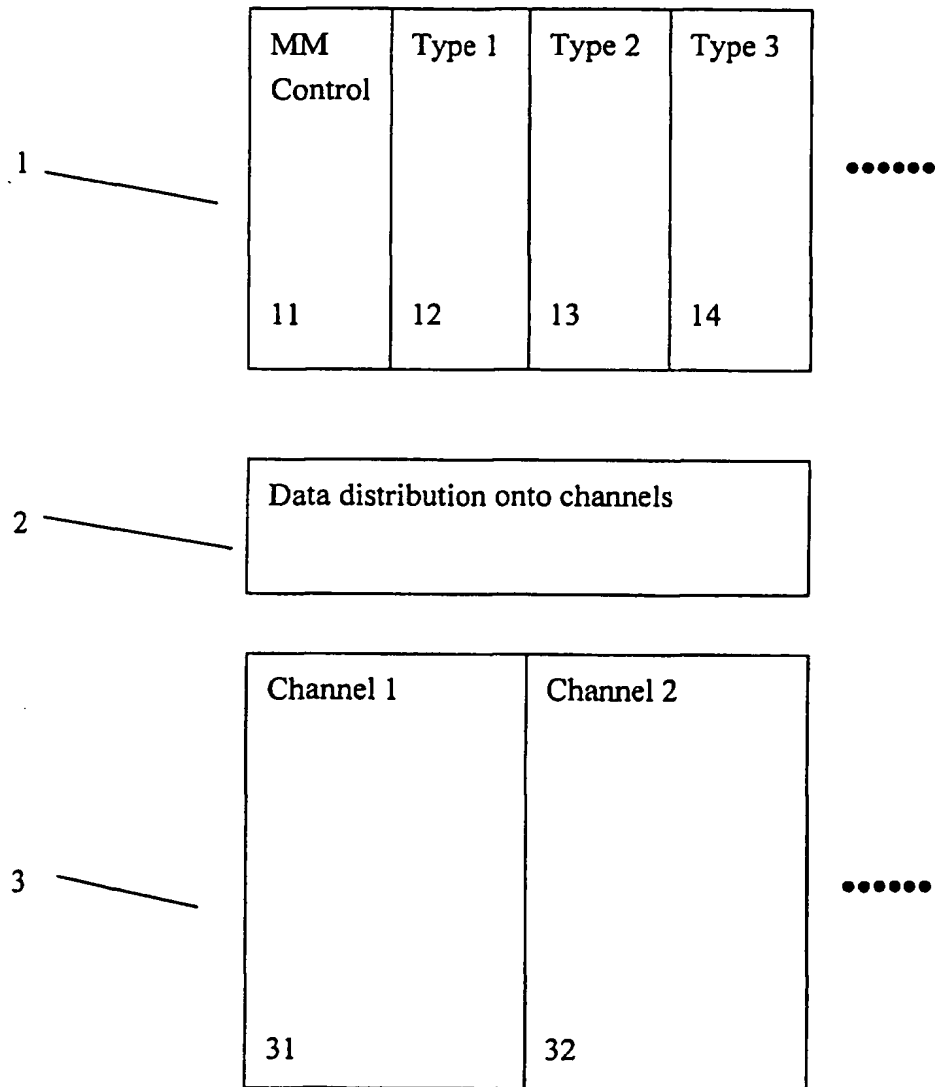 MM Control
Type 1
Type 2
Type 3
1
......
11
12
13
14
Data distribution onto channels
2
Channel 1
Channel 2
3
......
31
32